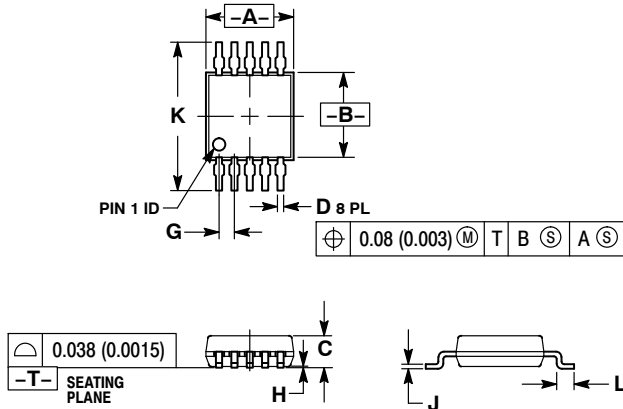 –A–
K
–B–
PIN 1 ID
G
D 8 PL
⌖ 0.08 (0.003) Ⓜ T B Ⓢ A Ⓢ
⌓ 0.038 (0.0015)
–T– SEATING
PLANE
C
H
J
L